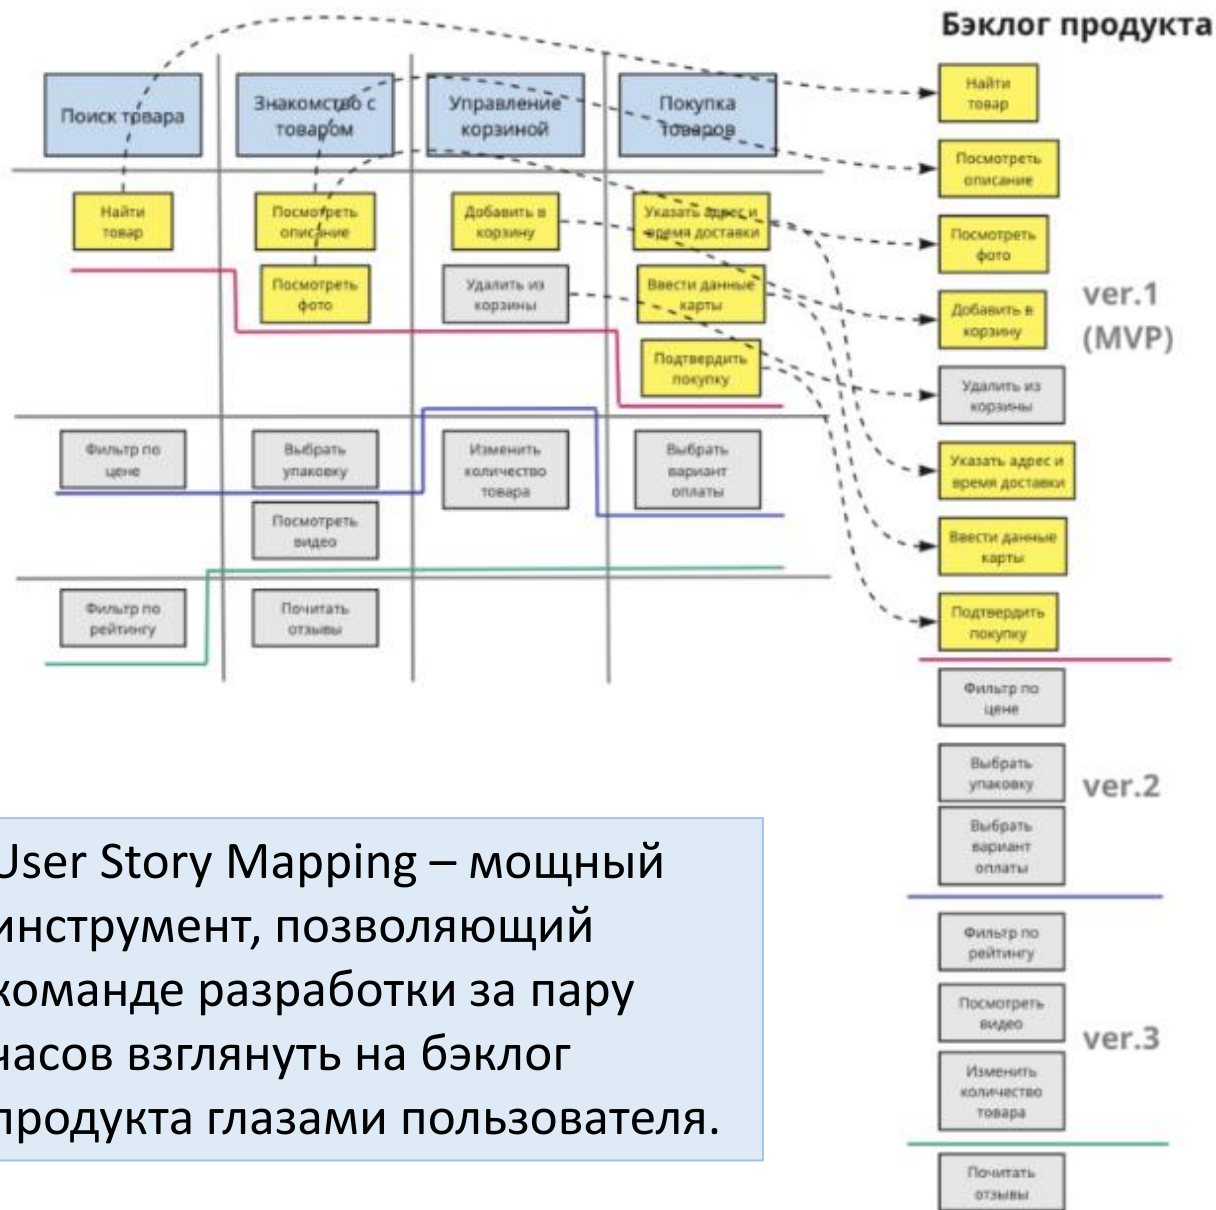 Бэклог продукта
Поиск товара
Знакомство с
товаром
Управление
корзиной
Покупка
товаров
Найти
товар
Посмотреть
описание
Посмотреть
фото
Добавить в
корзину
Удалить из
корзины
Указать адрес и
время доставки
Ввести данные
карты
Подтвердить
покупку
Фильтр по
цене
Выбрать
упаковку
Посмотреть
видео
Изменить
количество
товара
Выбрать
вариант
оплаты
Фильтр по
рейтингу
Почитать
отзывы
Найти
товар
Посмотреть
описание
Посмотреть
фото
Добавить в
корзину
Удалить из
корзины
Указать адрес и
время доставки
Ввести данные
карты
Подтвердить
покупку
ver.1
(MVP)
Фильтр по
цене
Выбрать
упаковку
Выбрать
вариант
оплаты
ver.2
Фильтр по
рейтингу
Посмотреть
видео
Изменить
количество
товара
ver.3
Почитать
отзывы
User Story Mapping – мощный
инструмент, позволяющий
команде разработки за пару
часов взглянуть на бэклог
продукта глазами пользователя.